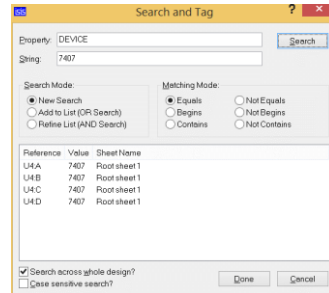 ISIS Search and Tag ? ×
Property: DEVICE Search
String: 7407
Search Mode: Matching Mode:
New Search Equals Not Equals
Add to List (OR Search) Begins Not Begins
Refine List (AND Search) Contains Not Contains
Reference Value Sheet Name
U4:A 7407 Root sheet 1
U4:B 7407 Root sheet 1
U4:C 7407 Root sheet 1
U4:D 7407 Root sheet 1
Search across whole design?
Case sensitive search? Done Cancel